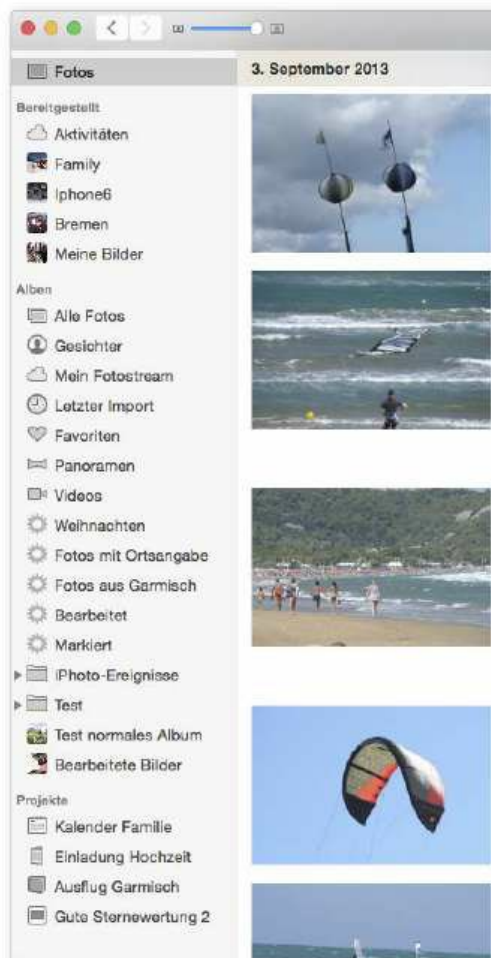 Fotos
3. September 2013
Bereitgestellt
Aktivitäten
Family
Iphone6
Bremen
Meine Bilder
Alben
Alle Fotos
Gesichter
Mein Fotostream
Letzter Import
Favoriten
Panoramen
Videos
Weihnachten
Fotos mit Ortsangabe
Fotos aus Garmisch
Bearbeitet
Markiert
iPhoto-Ereignisse
Test
Test normales Album
Bearbeitete Bilder
Projekte
Kalender Familie
Einladung Hochzeit
Ausflug Garmisch
Gute Sternewertung 2